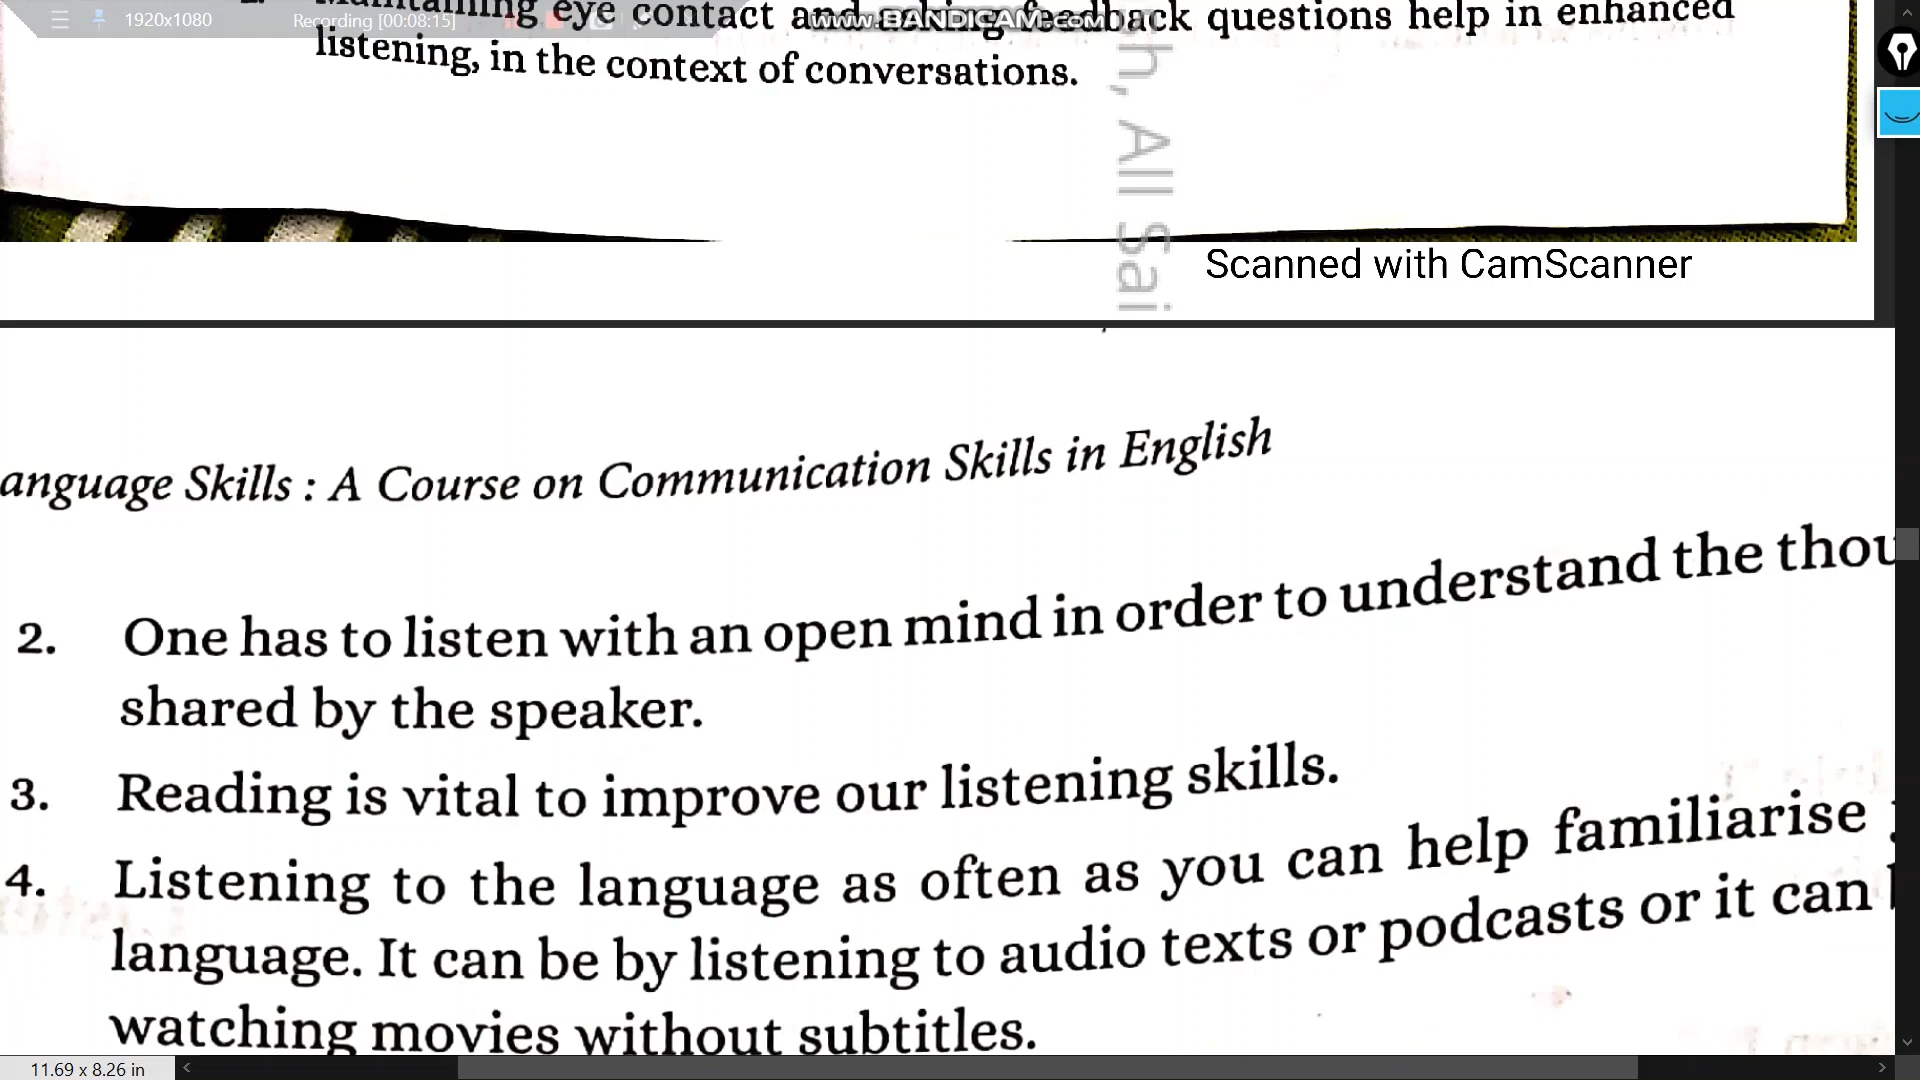 1920x1080
Recording [00:08:15]
www.BANDICAM.com
Maintaining eye contact and asking feedback questions help in enhanced
listening, in the context of conversations.
h, All Sai
Scanned with CamScanner
anguage Skills : A Course on Communication Skills in English
2. One has to listen with an open mind in order to understand the thou
shared by the speaker.
3. Reading is vital to improve our listening skills.
4. Listening to the language as often as you can help familiarise
language. It can be by listening to audio texts or podcasts or it can
watching movies without subtitles.
11.69 x 8.26 in